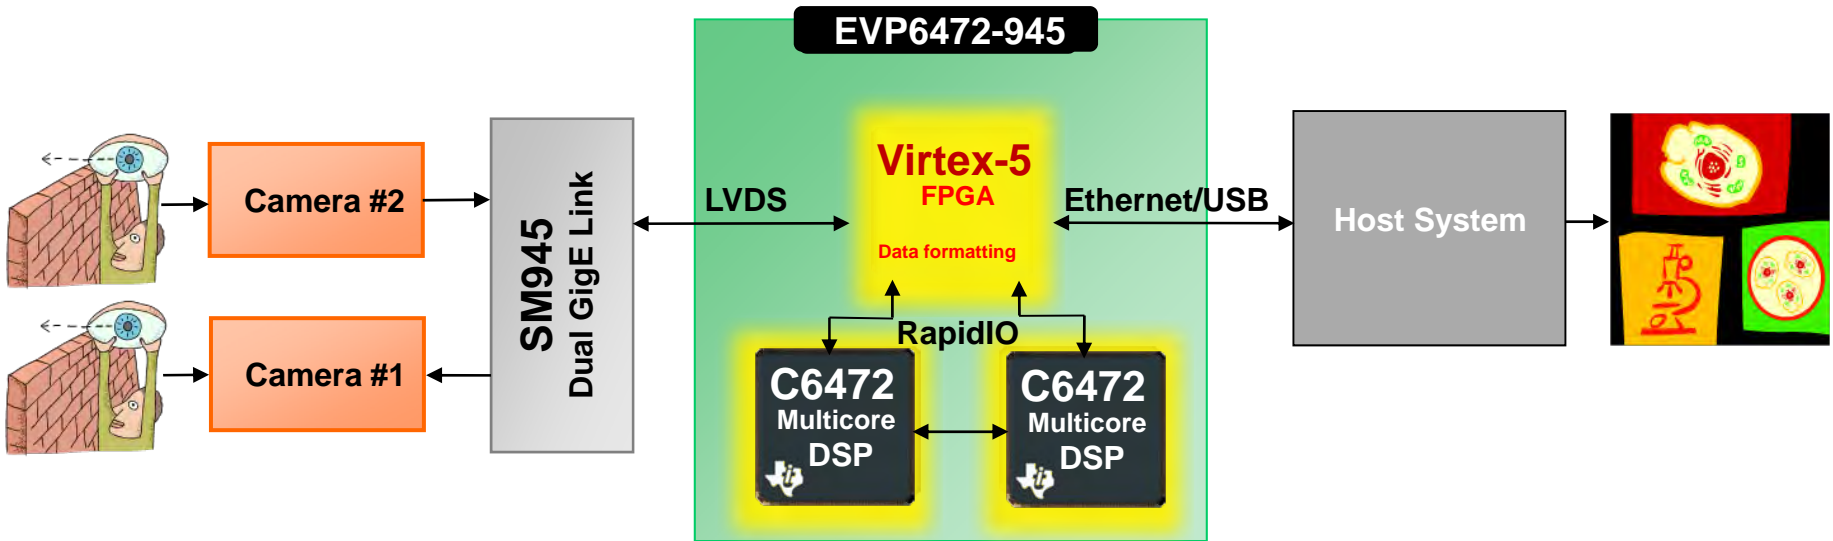 EVP6472-945
Camera #2
Camera #1
SM945
Dual GigE Link
LVDS
Virtex-5
FPGA
Data formatting
Ethernet/USB
RapidIO
C6472
Multicore
DSP
C6472
Multicore
DSP
Host System